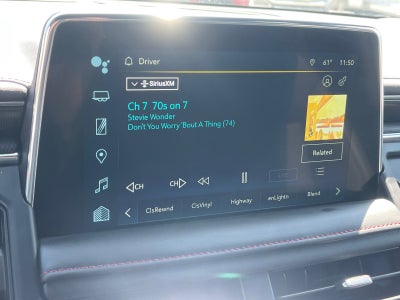 Driver
61° 11:50
SiriusXM
Ch 7 70s on 7
Stevie Wonder
Don't You Worry 'Bout A Thing (74)
Related
CH CH
ClsRewnd ClsVinyl Highway enLightn Blend